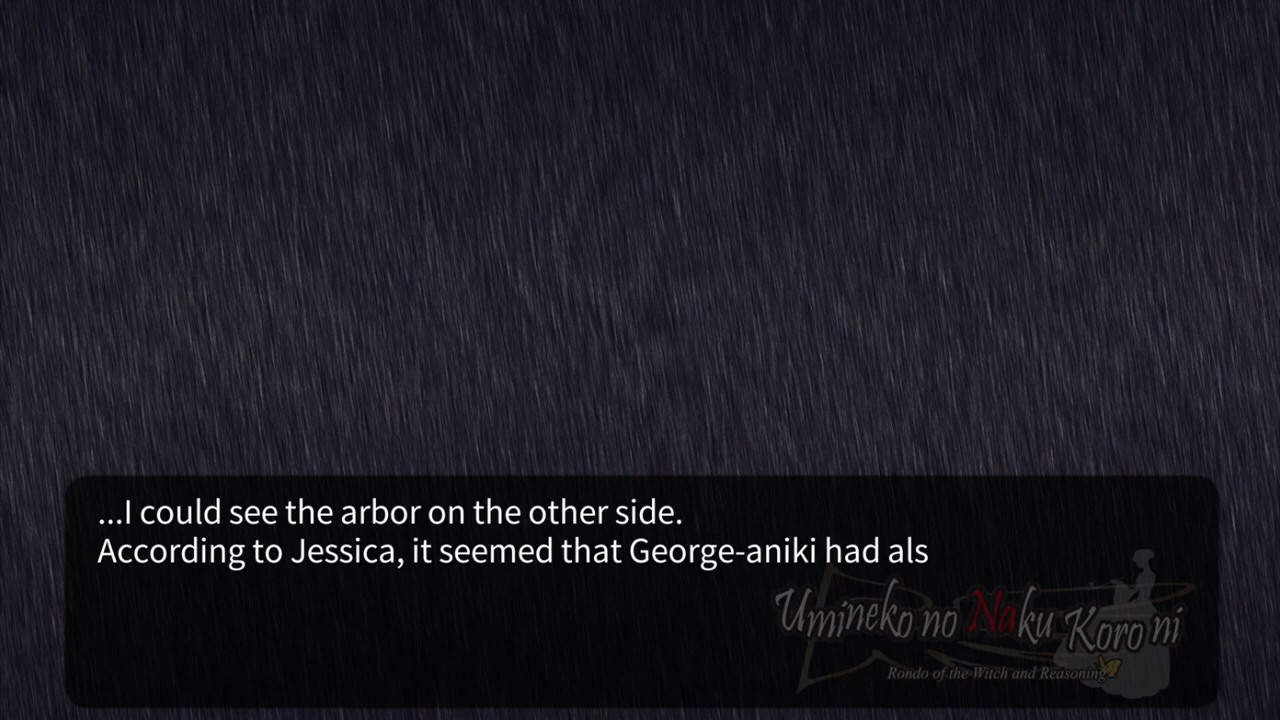 ...I could see the arbor on the other side.
According to Jessica, it seemed that George-aniki had als
Umineko no Naku Koro ni
Rondo of the Witch and Reasoning